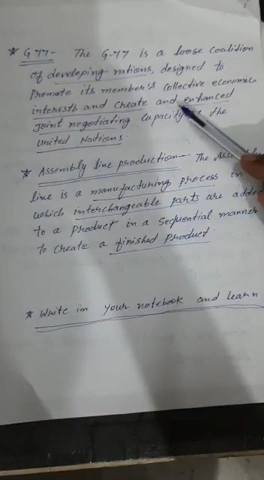 * G77- The G-77 is a loose coalition
of developing-nations, designed to
Promote its member's collective economic
interests and create and enhanced
joint negotiating capacity the
United Nations.
* Assembly line production- The
line is a manufacturing process in
which interchangeable parts are added
to a product in a sequential manner
to create a finished product
* Write in your notebook and learn